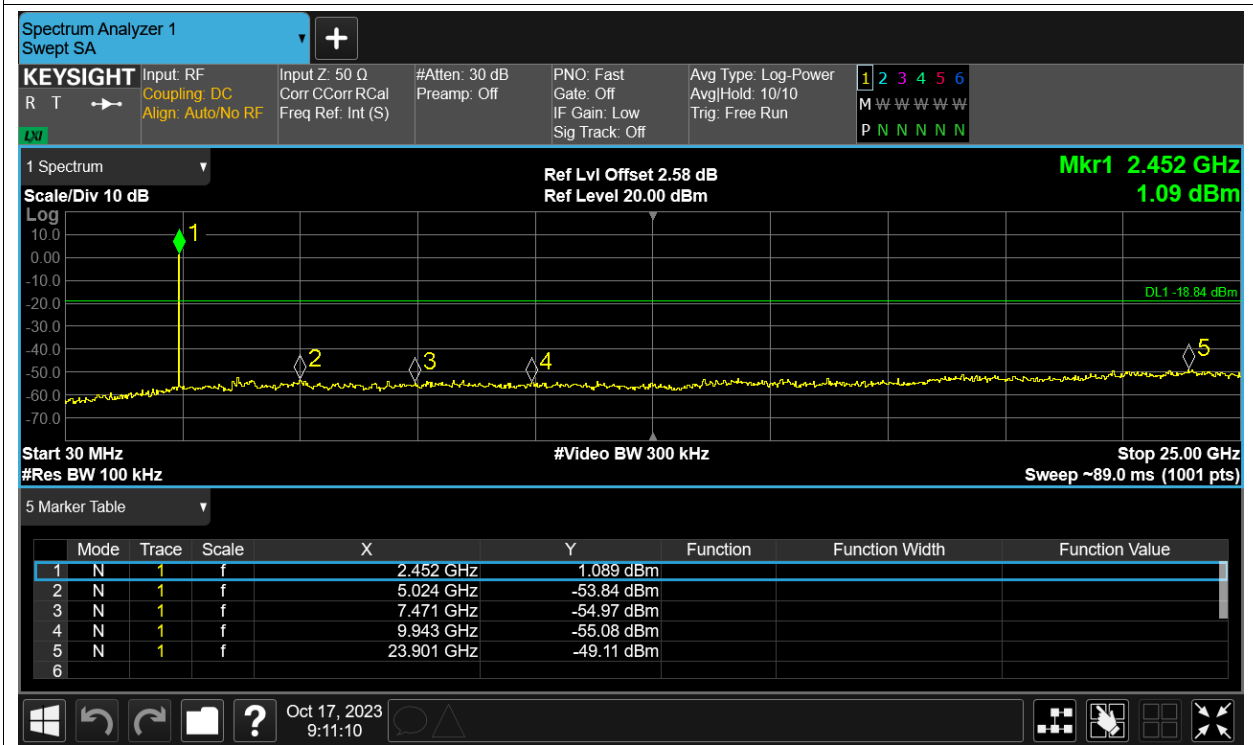 Spectrum Analyzer 1
Swept SA
KEYSIGHT
R T
LXI
Input: RF
Coupling: DC
Align: Auto/No RF
Input Z: 50 Ω
Corr CCorr RCal
Freq Ref: Int (S)
#Atten: 30 dB
Preamp: Off
PNO: Fast
Gate: Off
IF Gain: Low
Sig Track: Off
Avg Type: Log-Power
Avg|Hold: 10/10
Trig: Free Run
1 2 3 4 5 6
M W W W W W
P N N N N N
1 Spectrum
Scale/Div 10 dB
Ref Lvl Offset 2.58 dB
Ref Level 20.00 dBm
Mkr1 2.452 GHz
1.09 dBm
Log
10.0
0.00
-10.0
-20.0
-30.0
-40.0
-50.0
-60.0
-70.0
1
2
3
4
5
DL1 -18.84 dBm
Start 30 MHz
#Video BW 300 kHz
Stop 25.00 GHz
#Res BW 100 kHz
Sweep ~89.0 ms (1001 pts)
5 Marker Table
Mode Trace Scale X Y Function Function Width Function Value
1 N 1 f 2.452 GHz 1.089 dBm
2 N 1 f 5.024 GHz -53.84 dBm
3 N 1 f 7.471 GHz -54.97 dBm
4 N 1 f 9.943 GHz -55.08 dBm
5 N 1 f 23.901 GHz -49.11 dBm
6
?
Oct 17, 2023
9:11:10